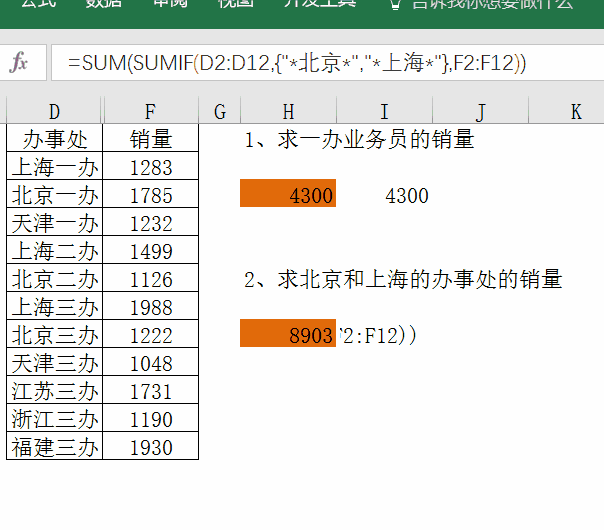 公式 数据 审阅 视图 开发工具 告诉我你想要做什么
fx =SUM(SUMIF(D2:D12,{"*北京*","*上海*"},F2:F12))
D F G H I J K
办事处 销量 1、求一办业务员的销量
上海一办 1283
北京一办 1785 4300 4300
天津一办 1232
上海二办 1499
北京二办 1126 2、求北京和上海的办事处的销量
上海三办 1988
北京三办 1222 8903 F2:F12))
天津三办 1048
江苏三办 1731
浙江三办 1190
福建三办 1930